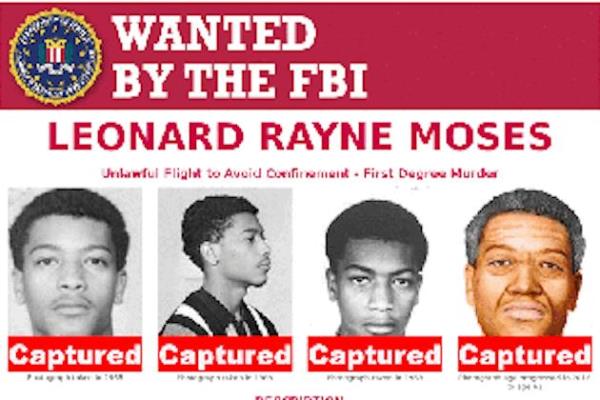 WANTED
BY THE FBI
LEONARD RAYNE MOSES
Unlawful Flight to Avoid Confinement - First Degree Murder
Captured Captured Captured Captured
DESCRIPTION